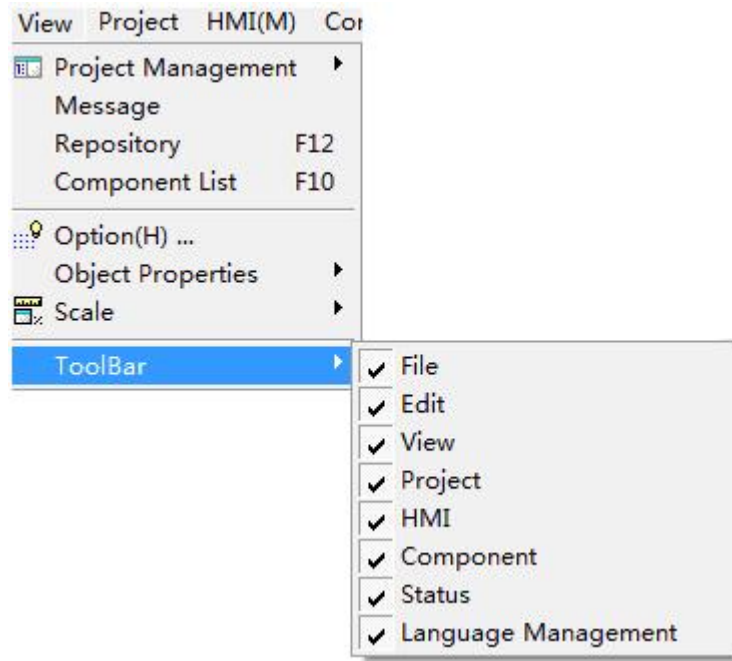 View Project HMI(M)
Project Management
Message
Repository F12
Component List F10
Option(H) ...
Object Properties
Scale
ToolBar
File
Edit
View
Project
HMI
Component
Status
Language Management